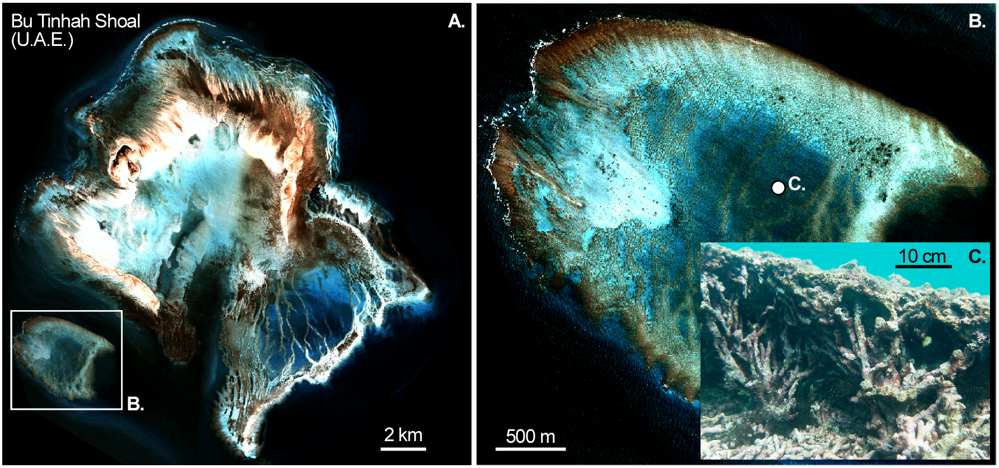 Bu Tinhah Shoal
(U.A.E.)
A.
B.
2 km
B.
C.
500 m
10 cm
C.